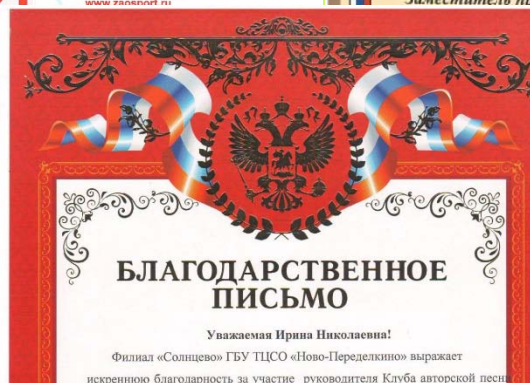 www.zaosport.ru
Заместитель
БЛАГОДАРСТВЕННОЕ
ПИСЬМО
Уважаемая Ирина Николаевна!
Филиал «Солнцево» ГБУ ТЦСО «Ново-Переделкино» выражает
искреннюю благодарность за участие руководителя Клуба авторской песни